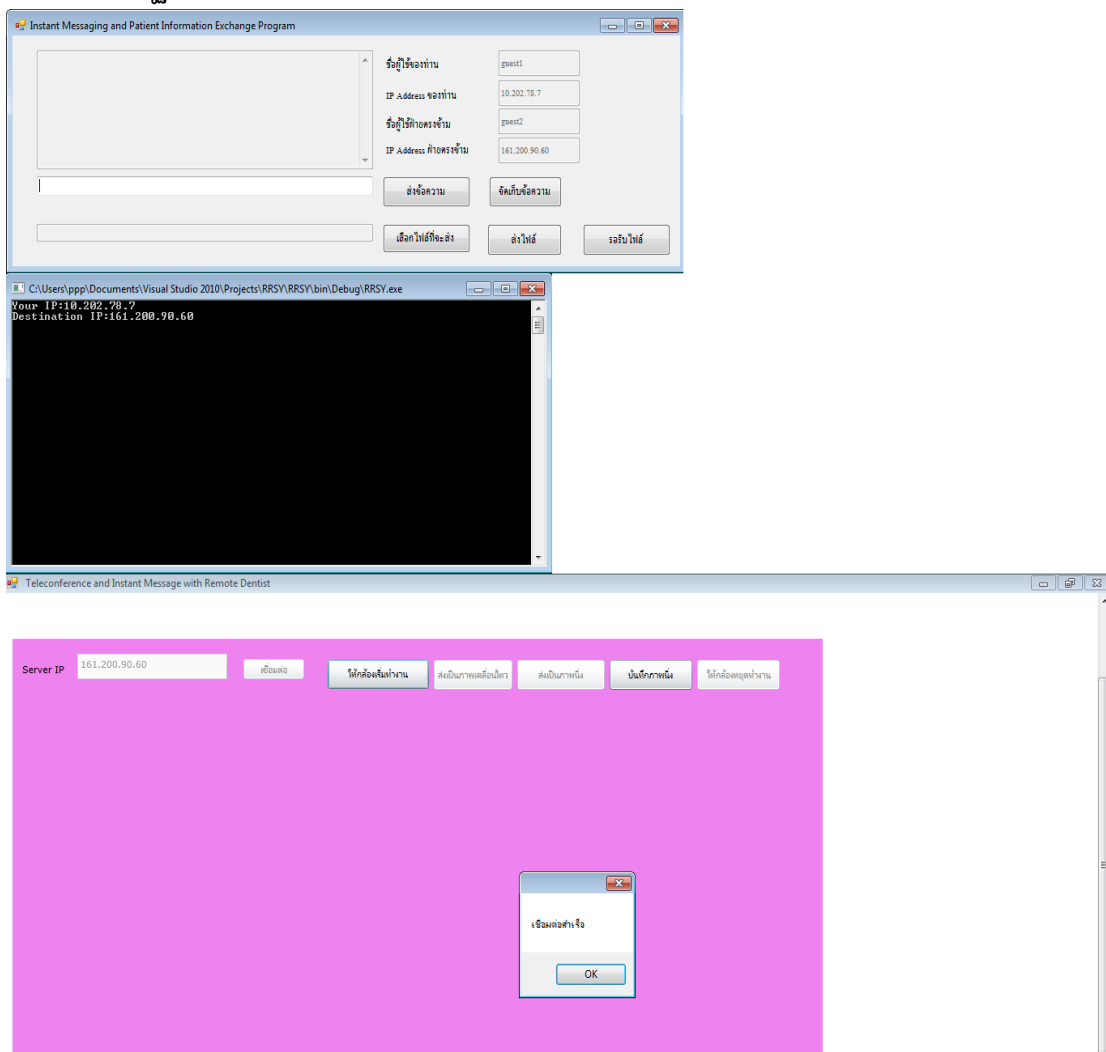 Instant Messaging and Patient Information Exchange Program
ชื่อผู้ใช้ของท่าน guest1
IP Address ของท่าน 10.202.78.7
ชื่อผู้ใช้ฝ่ายตรงข้าม guest2
IP Address ฝ่ายตรงข้าม 161.200.90.60
ส่งข้อความ จัดเก็บข้อความ
เลือกไฟล์ที่จะส่ง ส่งไฟล์ รอรับไฟล์
C:\Users\ppp\Documents\Visual Studio 2010\Projects\RRSY\RRSY\bin\Debug\RRSY.exe
Your IP:10.202.78.7
Destination IP:161.200.90.60
Teleconference and Instant Message with Remote Dentist
Server IP 161.200.90.60 เชื่อมต่อ ให้กล้องเริ่มทำงาน ส่งเป็นภาพเคลื่อนไหว ส่งเป็นภาพนิ่ง บันทึกภาพนิ่ง ให้กล้องหยุดทำงาน
เชื่อมต่อสำเร็จ
OK